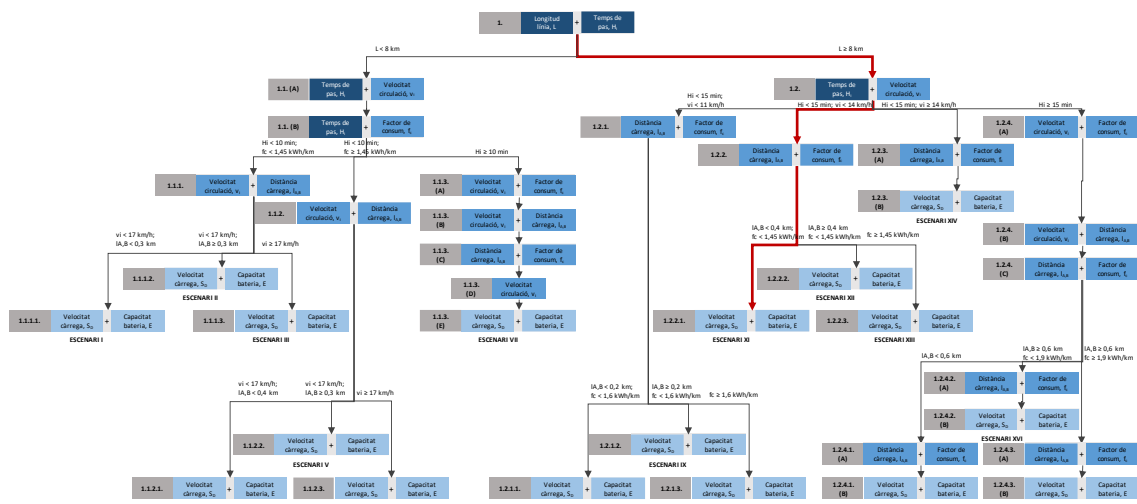 1.
Longitud
línia, L
+
Temps de
pas, Hᵢ
L < 8 km
L ≥ 8 km
1.1. (A)
Temps de
pas, Hᵢ
+
Velocitat
circulació, vᵢ
1.2.
Temps de
pas, Hᵢ
+
Velocitat
circulació, vᵢ
1.1. (B)
Temps de
pas, Hᵢ
+
Factor de
consum, fc
Hi < 15 min;
vi < 11 km/h
Hi < 15 min; vi < 14 km/h
Hi < 15 min; vi ≥ 14 km/h
Hi ≥ 15 min
1.2.1.
Distància
càrrega, lA,B
+
Factor de
consum, fc
1.2.4.
(A)
Velocitat
circulació, vᵢ
+
Factor de
consum, fc
Hi < 10 min;
fc < 1,45 kWh/km
Hi < 10 min;
fc ≥ 1,45 kWh/km
Hi ≥ 10 min
1.2.2.
Distància
càrrega, lA,B
+
Factor de
consum, fc
1.2.3.
(A)
Distància
càrrega, lA,B
+
Factor de
consum, fc
1.1.1.
Velocitat
circulació, vᵢ
+
Distància
càrrega, lA,B
1.1.3.
(A)
Velocitat
circulació, vᵢ
+
Factor de
consum, fc
1.2.3.
(B)
Velocitat
càrrega, SD
+
Capacitat
bateria, E
ESCENARI XIV
1.1.2.
Velocitat
circulació, vᵢ
+
Distància
càrrega, lA,B
1.1.3.
(B)
Velocitat
circulació, vᵢ
+
Distància
càrrega, lA,B
1.2.4.
(B)
Velocitat
circulació, vᵢ
+
Distància
càrrega, lA,B
vi < 17 km/h;
lA,B < 0,3 km
vi < 17 km/h;
lA,B ≥ 0,3 km
vi ≥ 17 km/h
1.1.3.
(C)
Distància
càrrega, lA,B
+
Factor de
consum, fc
lA,B < 0,4 km;
fc < 1,45 kWh/km
lA,B ≥ 0,4 km
fc < 1,45 kWh/km
fc ≥ 1,45 kWh/km
1.2.4.
(C)
Distància
càrrega, lA,B
+
Factor de
consum, fc
1.1.1.2.
Velocitat
càrrega, SD
+
Capacitat
bateria, E
ESCENARI II
1.1.3.
(D)
Velocitat
circulació, vᵢ
1.2.2.2.
Velocitat
càrrega, SD
+
Capacitat
bateria, E
ESCENARI XII
1.1.1.1.
Velocitat
càrrega, SD
+
Capacitat
bateria, E
ESCENARI I
1.1.1.3.
Velocitat
càrrega, SD
+
Capacitat
bateria, E
ESCENARI III
1.1.3.
(E)
Velocitat
càrrega, SD
+
Capacitat
bateria, E
ESCENARI VII
1.2.2.1.
Velocitat
càrrega, SD
+
Capacitat
bateria, E
ESCENARI XI
1.2.2.3.
Velocitat
càrrega, SD
+
Capacitat
bateria, E
ESCENARI XIII
lA,B < 0,6 km
lA,B ≥ 0,6 km
fc < 1,9 kWh/km
lA,B ≥ 0,6 km
fc ≥ 1,9 kWh/km
1.2.4.2.
(A)
Distància
càrrega, lA,B
+
Factor de
consum, fc
vi < 17 km/h;
lA,B < 0,4 km
vi < 17 km/h;
lA,B ≥ 0,3 km
vi ≥ 17 km/h
lA,B < 0,2 km;
fc < 1,6 kWh/km
lA,B ≥ 0,2 km
fc < 1,6 kWh/km
fc ≥ 1,6 kWh/km
1.2.4.2.
(B)
Velocitat
càrrega, SD
+
Capacitat
bateria, E
ESCENARI XVI
1.1.2.2.
Velocitat
càrrega, SD
+
Capacitat
bateria, E
ESCENARI V
1.2.1.2.
Velocitat
càrrega, SD
+
Capacitat
bateria, E
ESCENARI IX
1.2.4.1.
(A)
Distància
càrrega, lA,B
+
Factor de
consum, fc
1.2.4.3.
(A)
Distància
càrrega, lA,B
+
Factor de
consum, fc
1.1.2.1.
Velocitat
càrrega, SD
+
Capacitat
bateria, E
1.1.2.3.
Velocitat
càrrega, SD
+
Capacitat
bateria, E
1.2.1.1.
Velocitat
càrrega, SD
+
Capacitat
bateria, E
1.2.1.3.
Velocitat
càrrega, SD
+
Capacitat
bateria, E
1.2.4.1.
(B)
Velocitat
càrrega, SD
+
Capacitat
bateria, E
1.2.4.3.
(B)
Velocitat
càrrega, SD
+
Capacitat
bateria, E